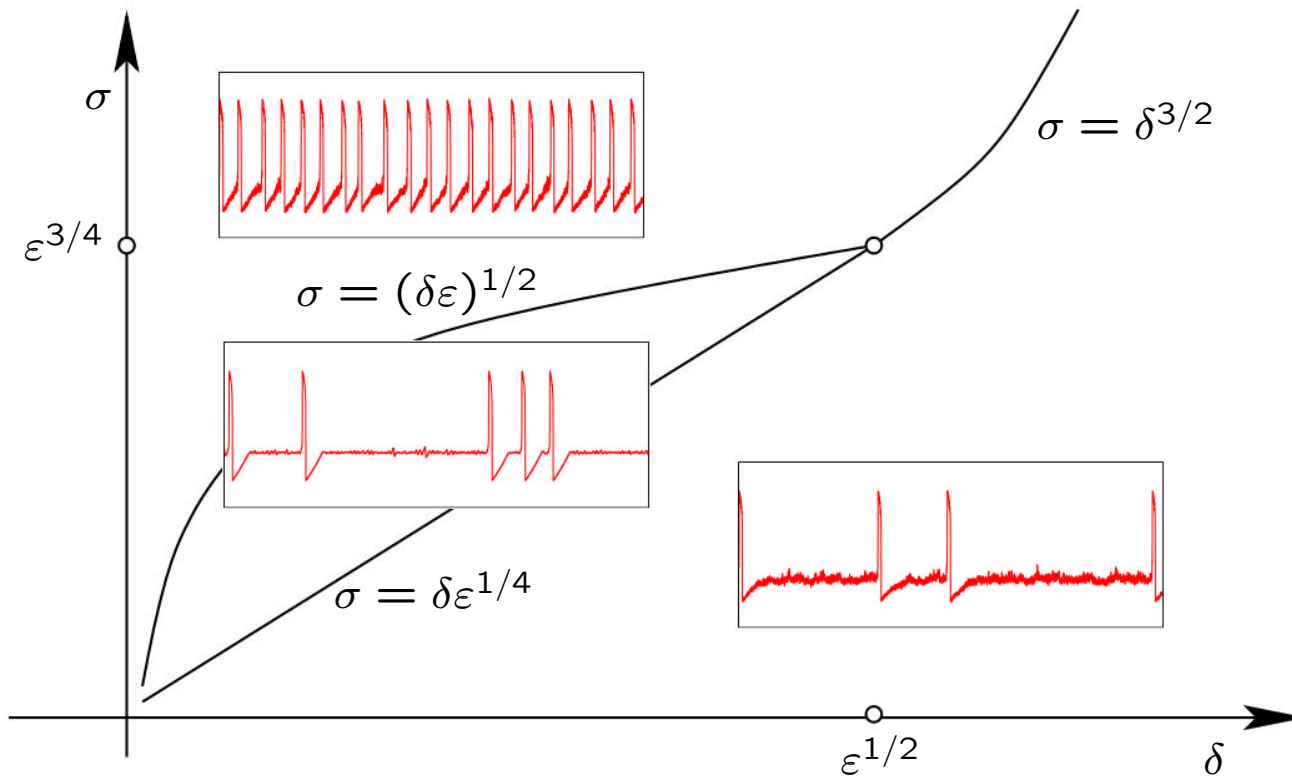 σ
σ = δ^{3/2}
ε^{3/4}
σ = (δε)^{1/2}
σ = δε^{1/4}
ε^{1/2}
δ